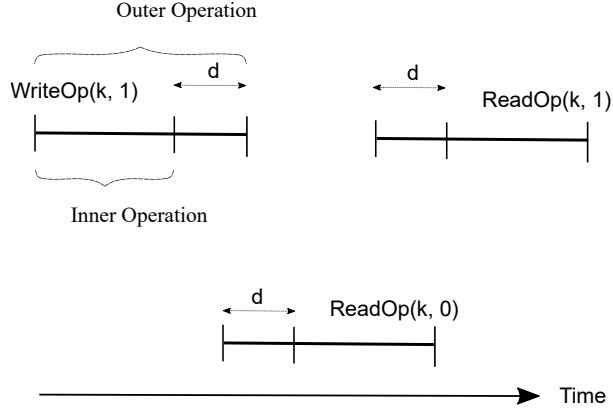 Outer Operation
d
d
WriteOp(k, 1)
ReadOp(k, 1)
Inner Operation
d
ReadOp(k, 0)
Time